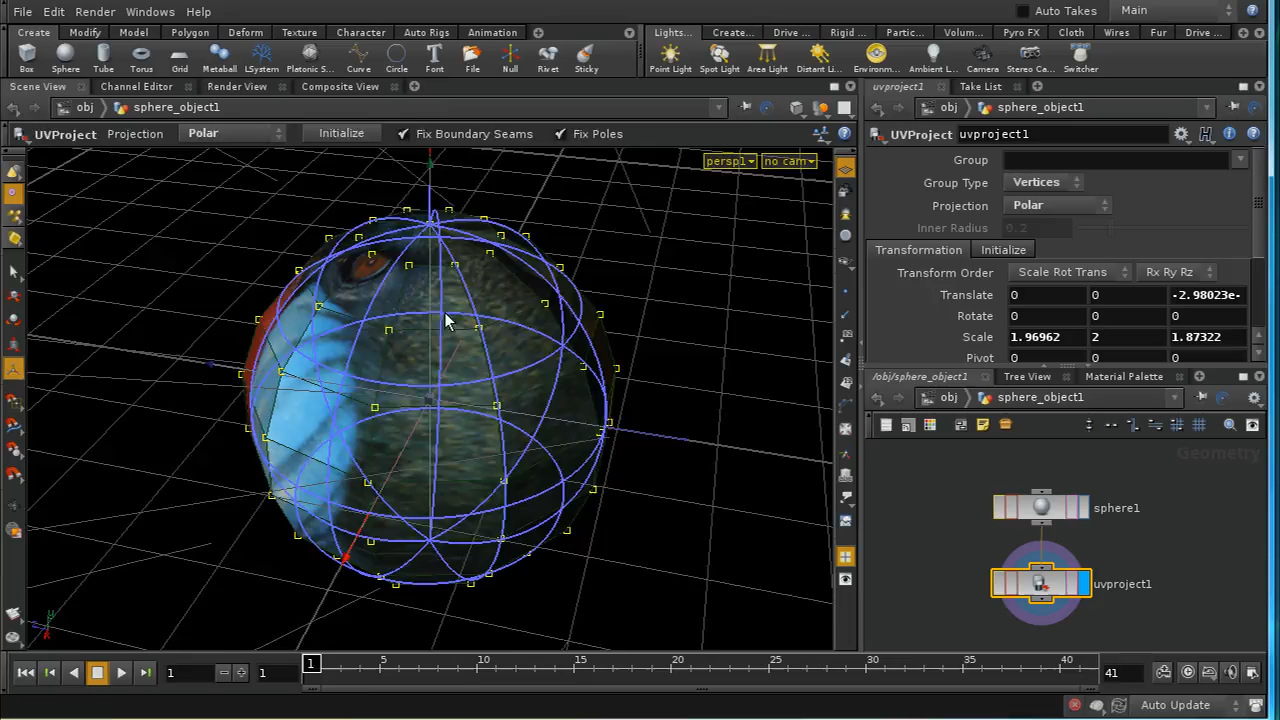 File Edit Render Windows Help
Auto Takes Main
Create Modify Model Polygon Deform Texture Character Auto Rigs Animation
Lights... Create... Drive ... Rigid ... Partic... Volum... Pyro FX Cloth Wires Fur Drive ...
Box Sphere Tube Torus Grid Metaball LSystem Platonic S... Curve Circle Font File Null Rivet Sticky
Point Light Spot Light Area Light Distant Li... Environm... Ambient L... Camera Stereo Ca... Switcher
Scene View Channel Editor Render View Composite View
uvproject1 Take List
obj sphere_object1
obj sphere_object1
UVProject Projection Polar Initialize Fix Boundary Seams Fix Poles
UVProject uvproject1
persp1 no cam
Group
Group Type Vertices
Projection Polar
Inner Radius 0.2
Transformation Initialize
Transform Order Scale Rot Trans Rx Ry Rz
Translate 0 0 -2.98023e-
Rotate 0 0 0
Scale 1.96962 2 1.87322
Pivot 0 0 0
/obj/sphere_object1 Tree View Material Palette
obj sphere_object1
Geometry
sphere1
uvproject1
1 1 1 5 10 15 20 25 30 35 40 41
Auto Update